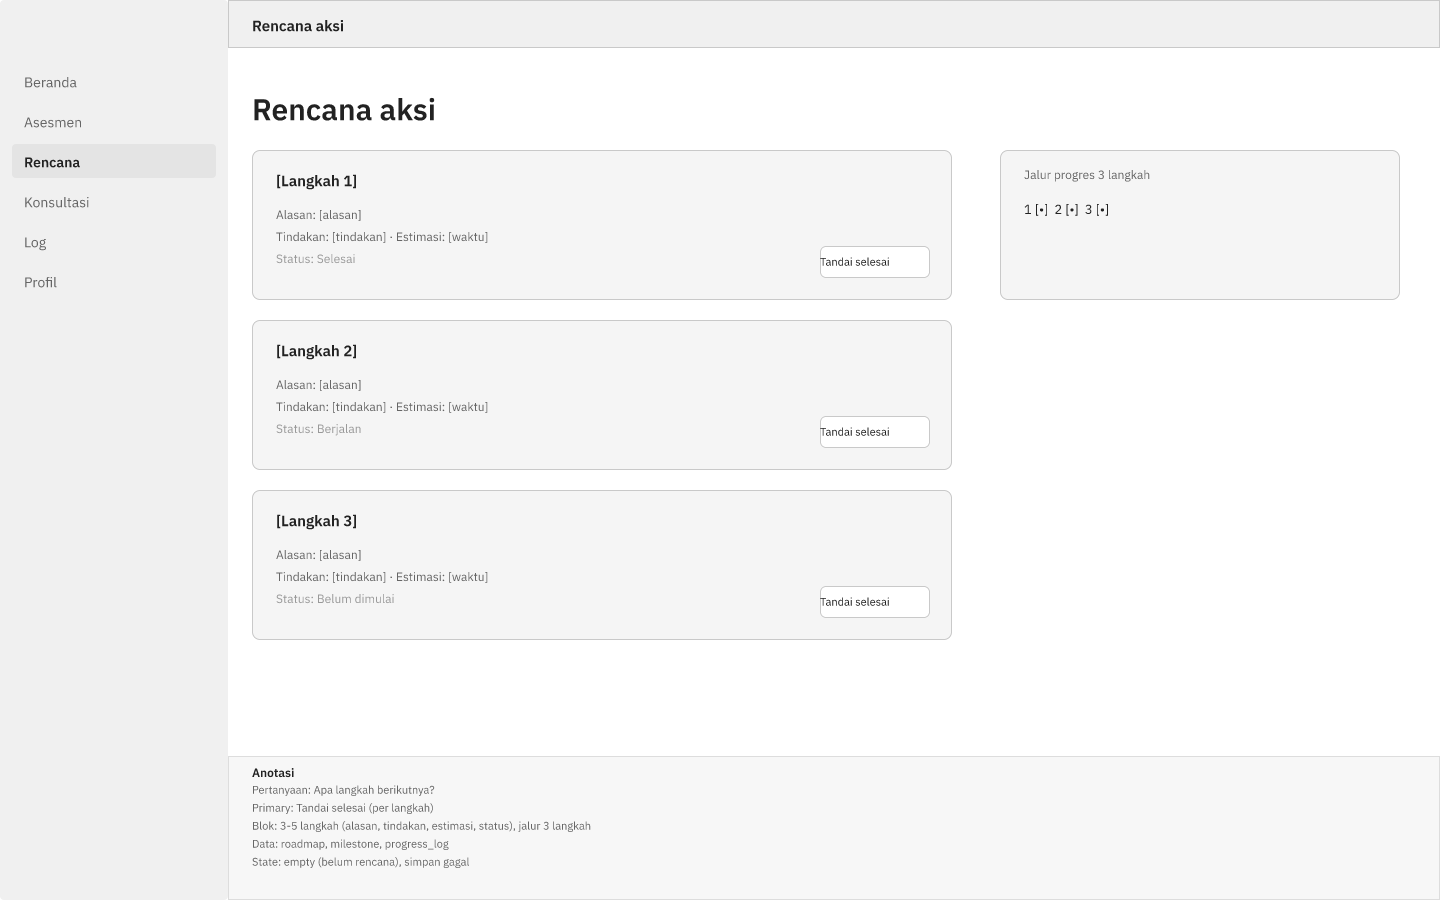 Rencana aksi
Beranda
Asesmen
Rencana
Konsultasi
Log
Profil
Rencana aksi
[Langkah 1]
Alasan: [alasan]
Tindakan: [tindakan] · Estimasi: [waktu]
Status: Selesai
Tandai selesai
[Langkah 2]
Alasan: [alasan]
Tindakan: [tindakan] · Estimasi: [waktu]
Status: Berjalan
Tandai selesai
[Langkah 3]
Alasan: [alasan]
Tindakan: [tindakan] · Estimasi: [waktu]
Status: Belum dimulai
Tandai selesai
Jalur progres 3 langkah
1 [•] 2 [•] 3 [•]
Anotasi
Pertanyaan: Apa langkah berikutnya?
Primary: Tandai selesai (per langkah)
Blok: 3-5 langkah (alasan, tindakan, estimasi, status), jalur 3 langkah
Data: roadmap, milestone, progress_log
State: empty (belum rencana), simpan gagal